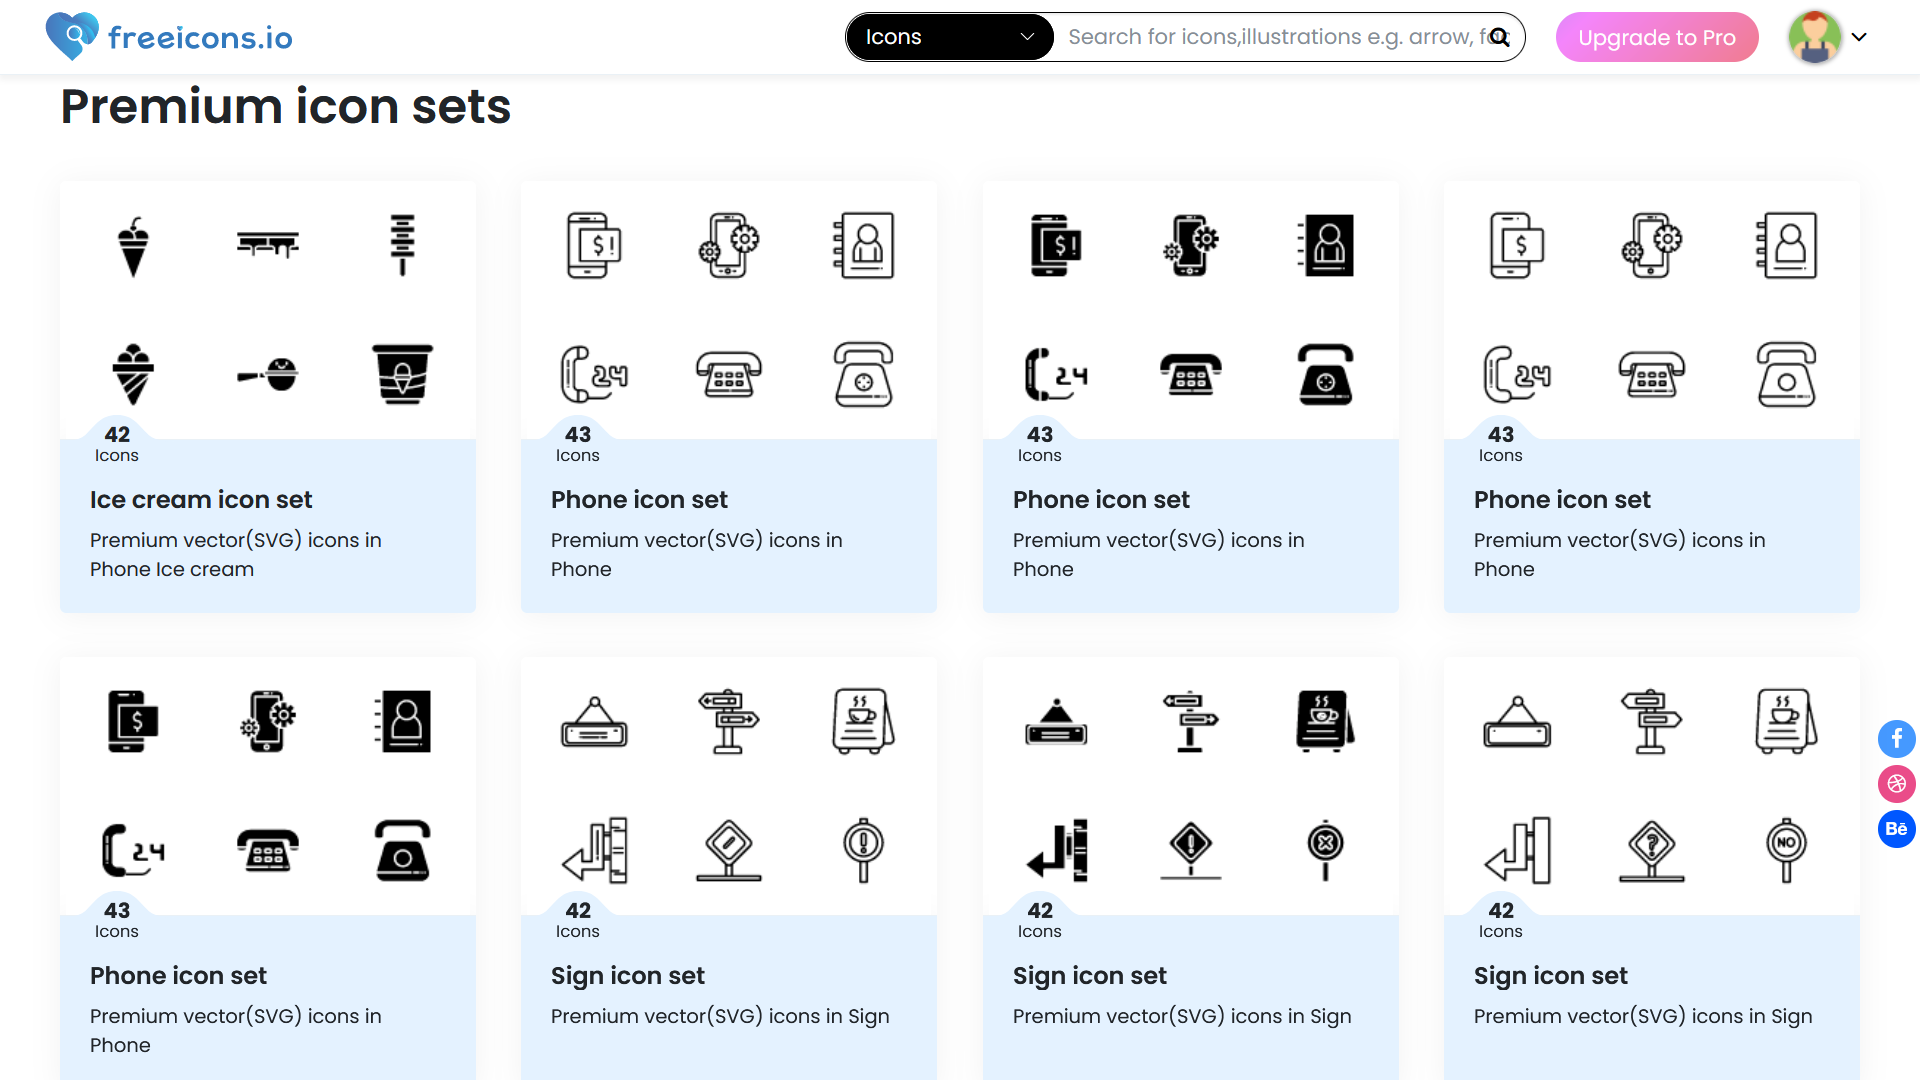 freeicons.io
Icons
Search for icons,illustrations e.g. arrow,
Upgrade to Pro
Premium icon sets
$!
24
42
Icons
Ice cream icon set
Premium vector(SVG) icons in
Phone Ice cream
43
Icons
Phone icon set
Premium vector(SVG) icons in
Phone
$!
24
43
Icons
Phone icon set
Premium vector(SVG) icons in
Phone
$
24
43
Icons
Phone icon set
Premium vector(SVG) icons in
Phone
$
24
43
Icons
Phone icon set
Premium vector(SVG) icons in
Phone
!
42
Icons
Sign icon set
Premium vector(SVG) icons in Sign
!
42
Icons
Sign icon set
Premium vector(SVG) icons in Sign
?
NO
42
Icons
Sign icon set
Premium vector(SVG) icons in Sign
f
Bē